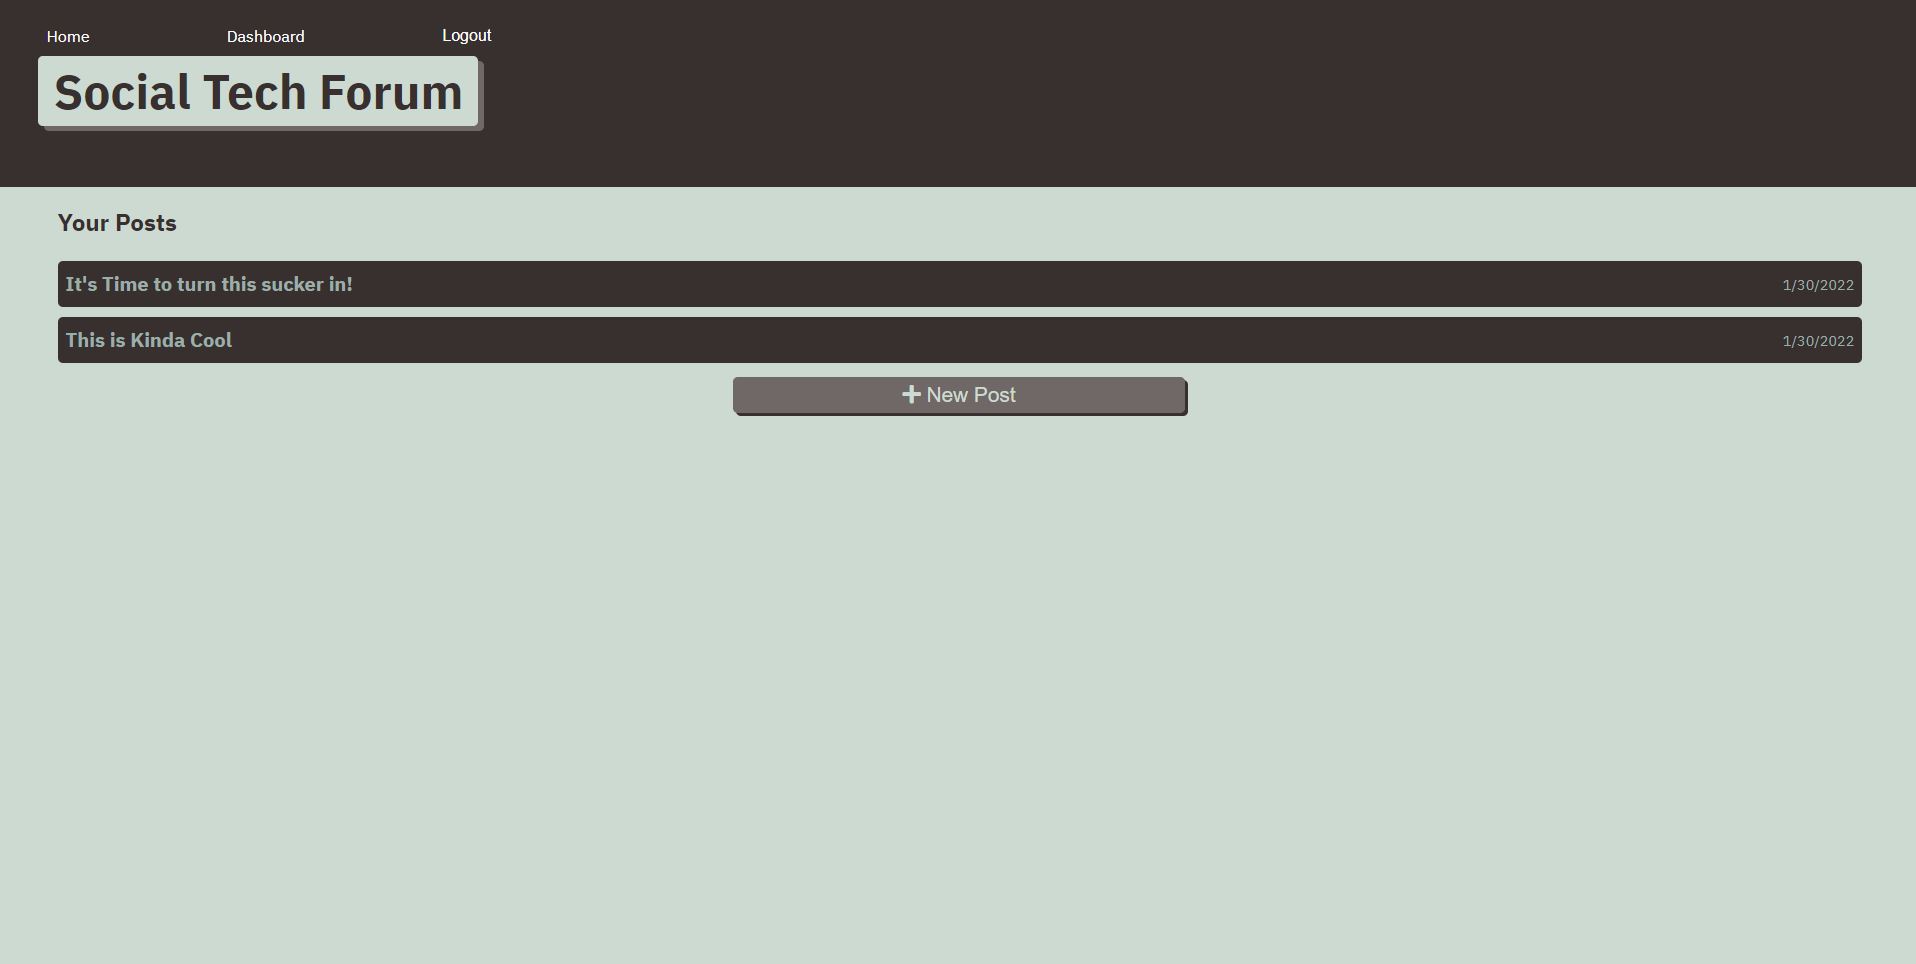 Home Dashboard Logout
Social Tech Forum
Your Posts
It's Time to turn this sucker in! 1/30/2022
This is Kinda Cool 1/30/2022
New Post